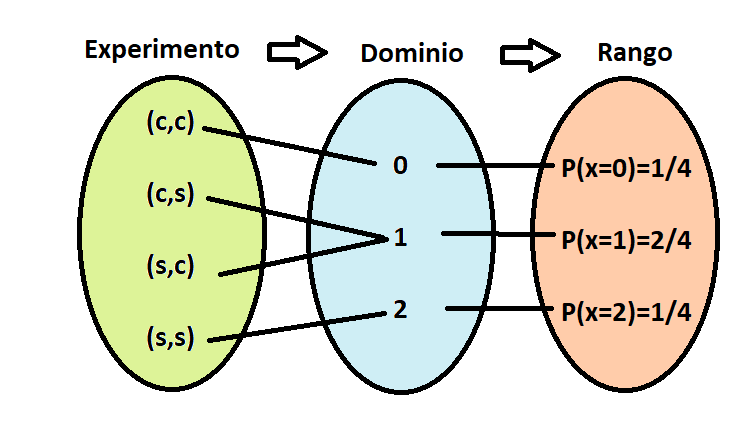 Experimento Dominio Rango
(c,c)
(c,s)
(s,c)
(s,s)
0
1
2
P(x=0)=1/4
P(x=1)=2/4
P(x=2)=1/4